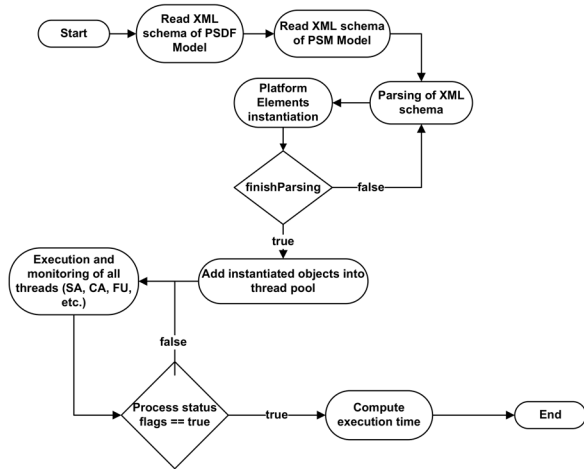 Start
Read XML
schema of PSDF
Model
Read XML schema of
PSM Model
Platform
Elements
instantiation
Parsing of XML
schema
finishParsing
false
true
Execution and
monitoring of all
threads (SA, CA, FU,
etc.)
Add instantiated objects into
thread pool
false
Process status
flags == true
true
Compute
execution time
End